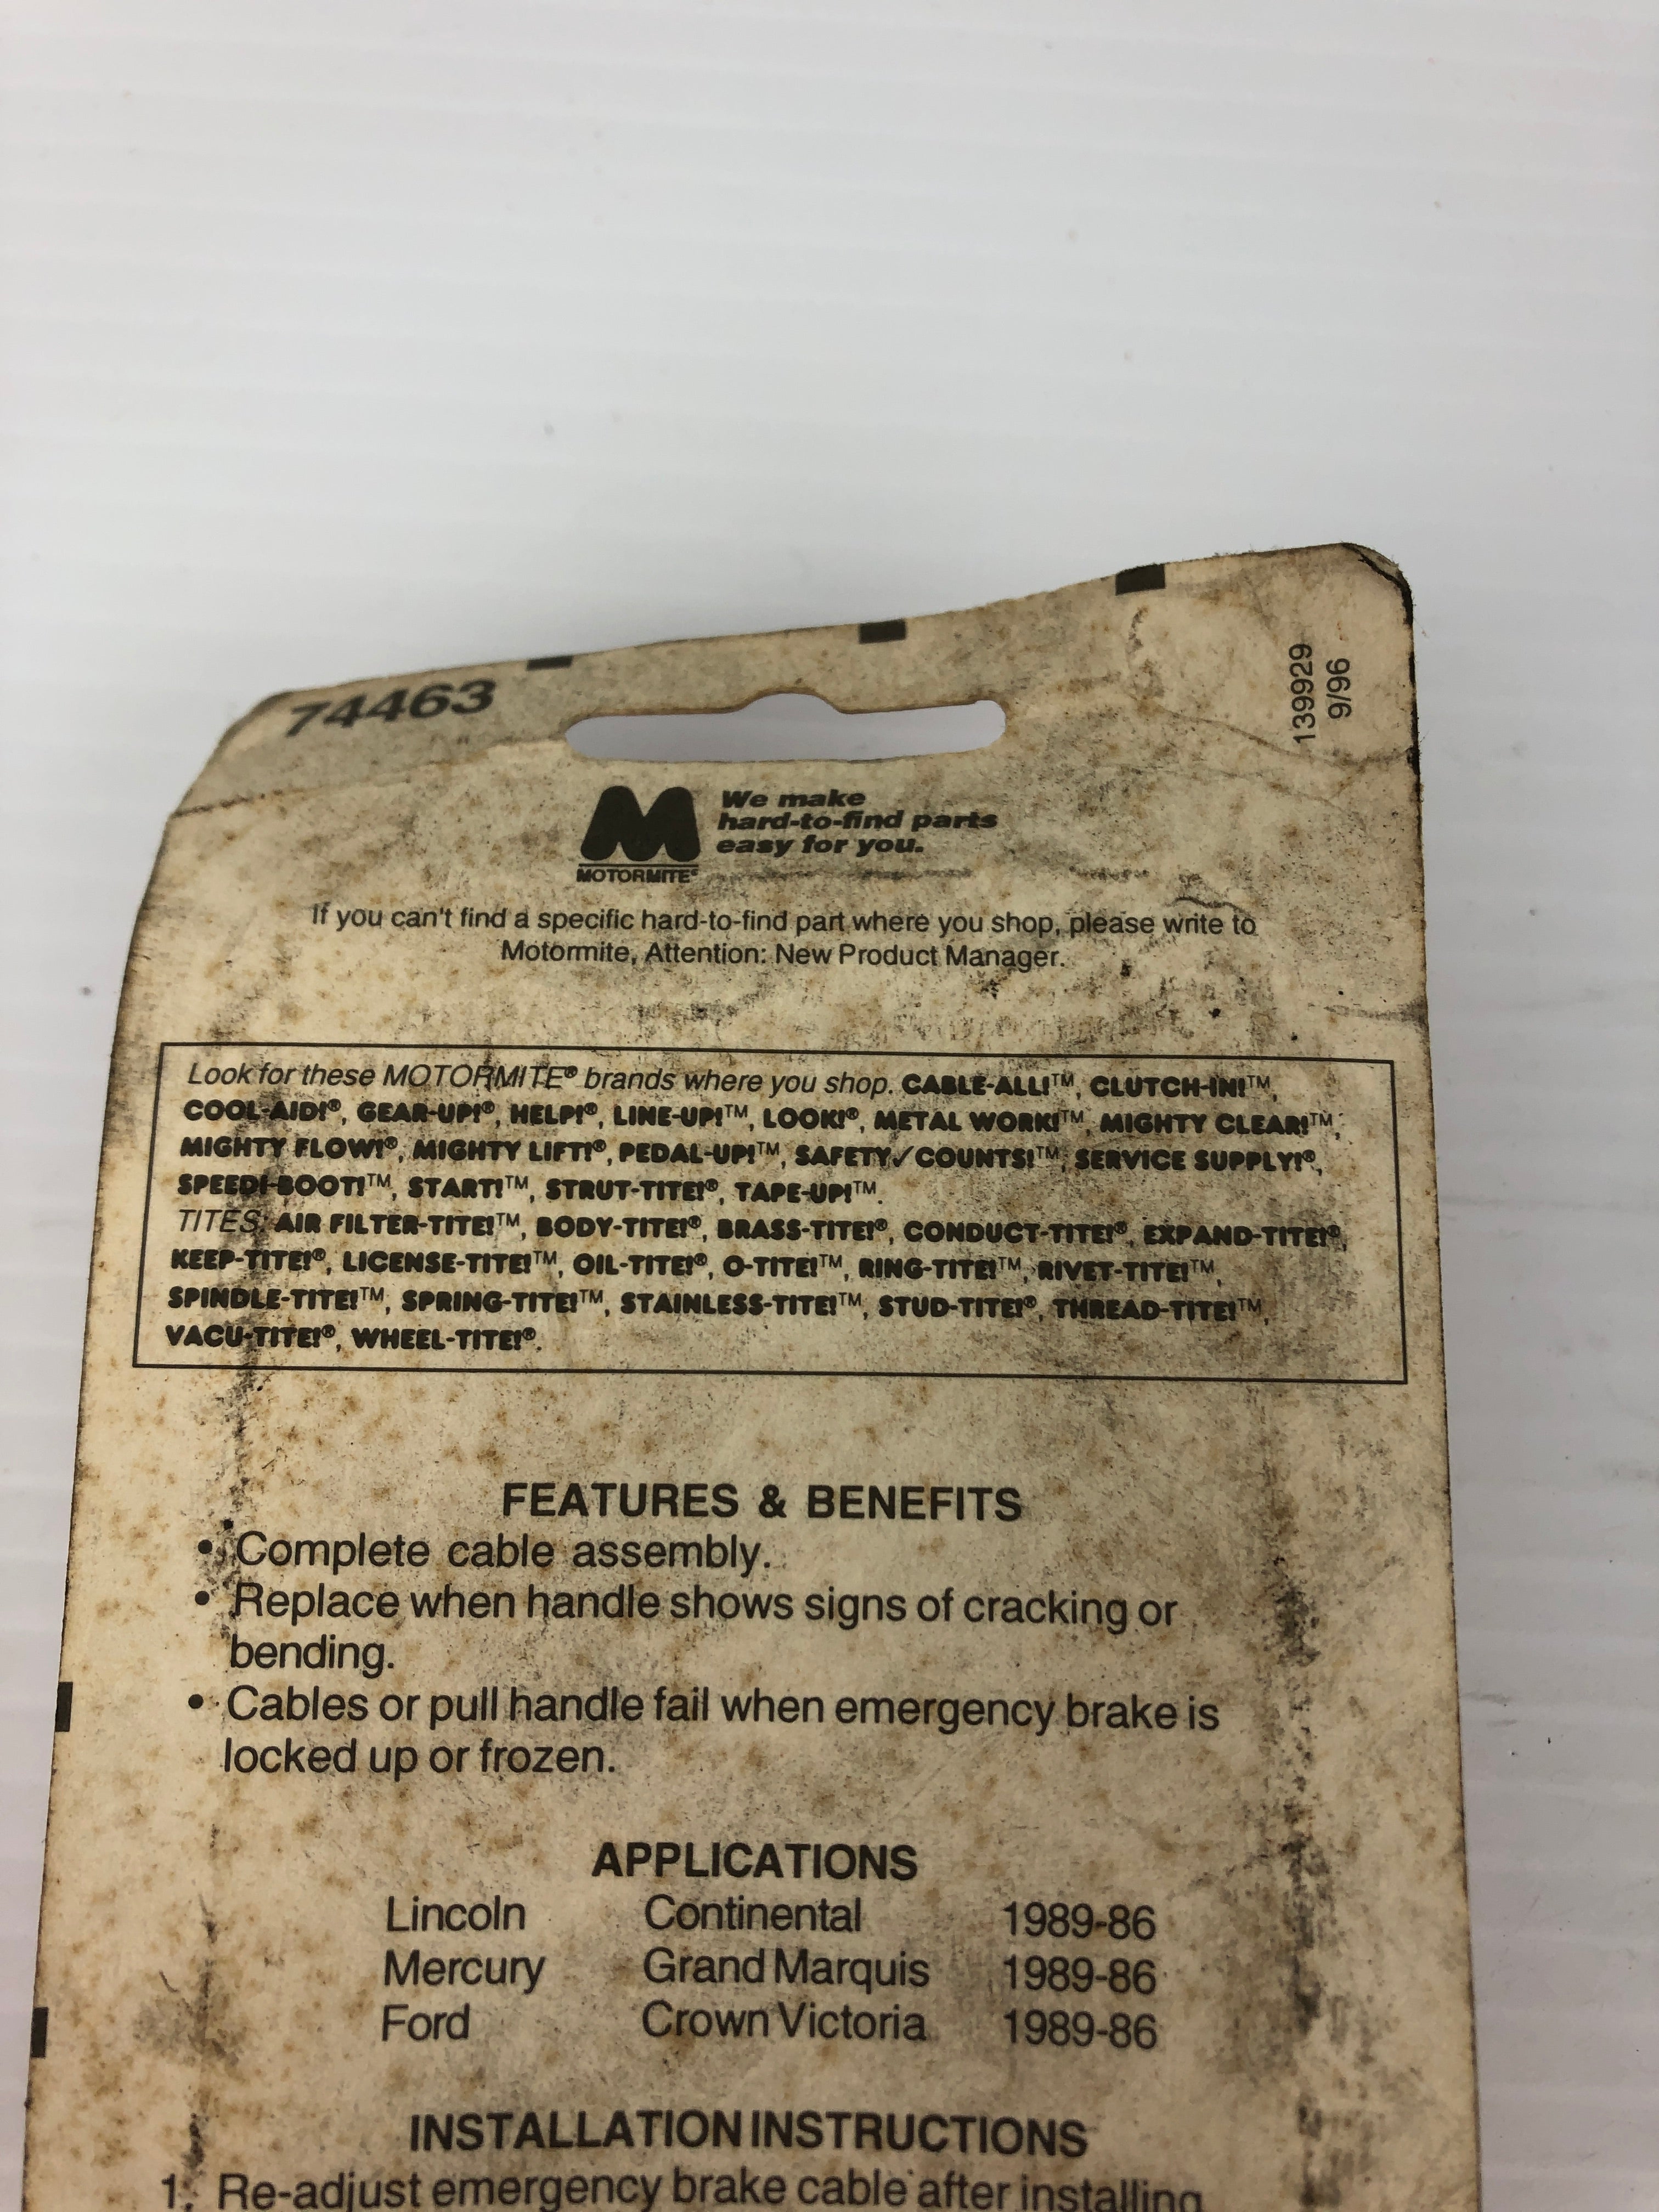 74463
139929
9/96
We make
hard-to-find parts
easy for you.
MOTORMITE®
If you can't find a specific hard-to-find part where you shop, please write to
Motormite, Attention: New Product Manager.
Look for these MOTORMITE® brands where you shop. CABLE-ALL!™, CLUTCH-IN!™,
COOL-AID!®, GEAR-UP!®, HELP!®, LINE-UP!™, LOOK!®, METAL WORK!™, MIGHTY CLEAR!™,
MIGHTY FLOW!®, MIGHTY LIFT!®, PEDAL-UP!™, SAFETY✓COUNTS!™, SERVICE SUPPLY!®,
SPEEDI-BOOT!™, START!™, STRUT-TITE!®, TAPE-UP!™.
TITES: AIR FILTER-TITE!™, BODY-TITE!®, BRASS-TITE!®, CONDUCT-TITE!®, EXPAND-TITE!®,
KEEP-TITE!®, LICENSE-TITE!™, OIL-TITE!®, O-TITE!™, RING-TITE!™, RIVET-TITE!™,
SPINDLE-TITE!™, SPRING-TITE!™, STAINLESS-TITE!™, STUD-TITE!®, THREAD-TITE!™,
VACU-TITE!®, WHEEL-TITE!®.
FEATURES & BENEFITS
• Complete cable assembly.
• Replace when handle shows signs of cracking or
bending.
• Cables or pull handle fail when emergency brake is
locked up or frozen.
APPLICATIONS
Lincoln Continental 1989-86
Mercury Grand Marquis 1989-86
Ford Crown Victoria 1989-86
INSTALLATION INSTRUCTIONS
1. Re-adjust emergency brake cable after installing